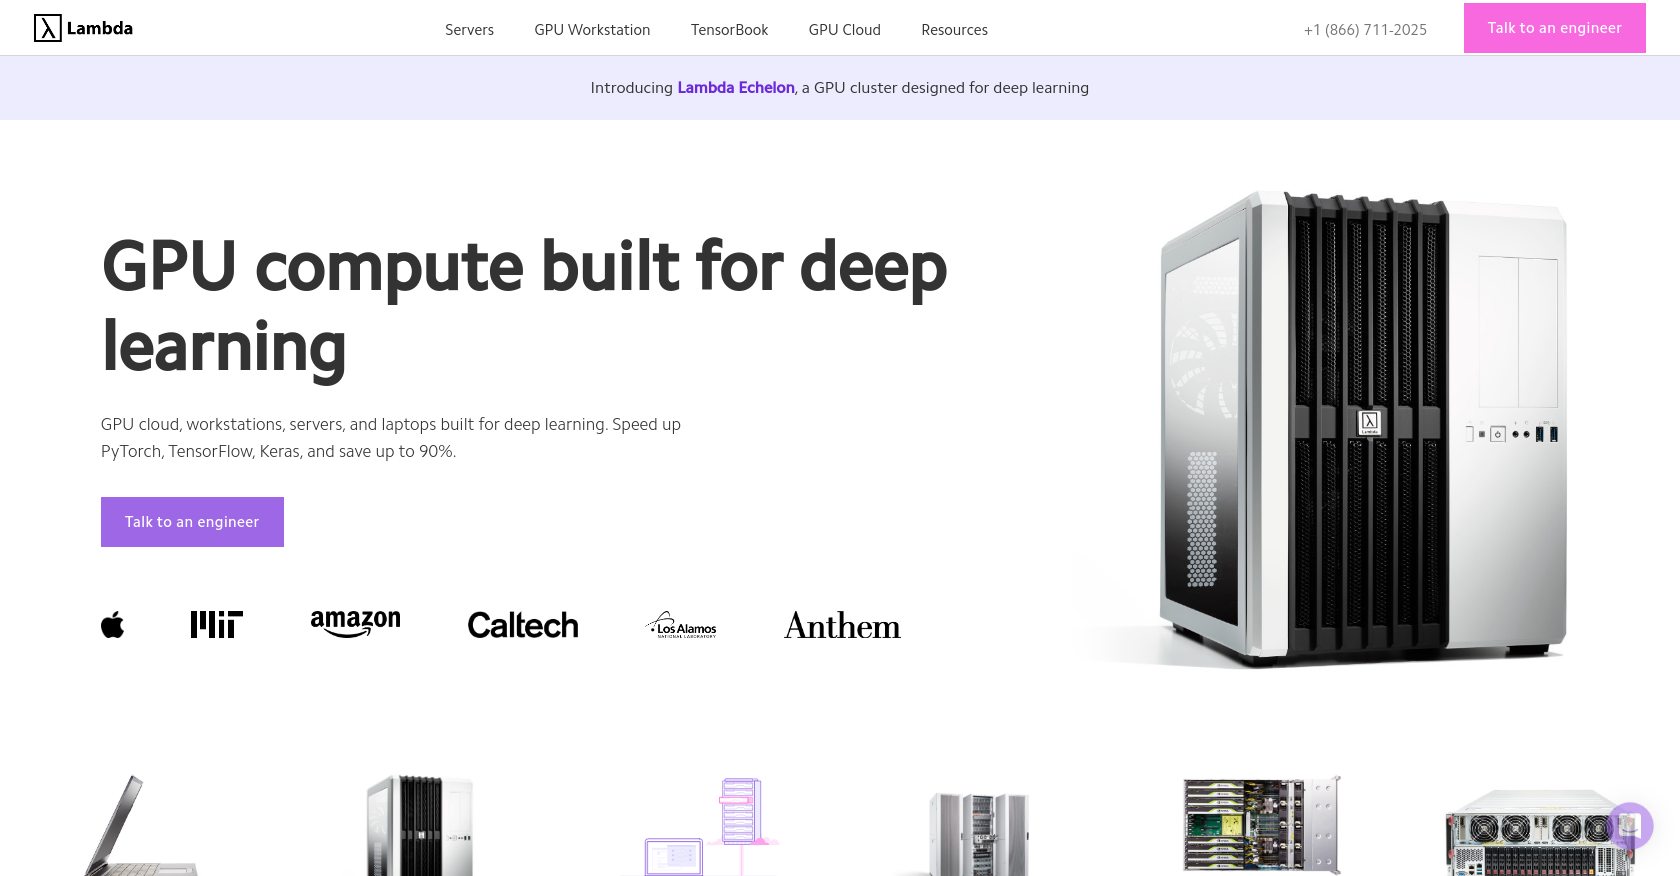 Lambda
Servers
GPU Workstation
TensorBook
GPU Cloud
Resources
+1 (866) 711-2025
Talk to an engineer
Introducing Lambda Echelon, a GPU cluster designed for deep learning
GPU compute built for deep
learning
GPU cloud, workstations, servers, and laptops built for deep learning. Speed up
PyTorch, TensorFlow, Keras, and save up to 90%.
Talk to an engineer
MIT
amazon
Caltech
Los Alamos
NATIONAL LABORATORY
Anthem
Lambda